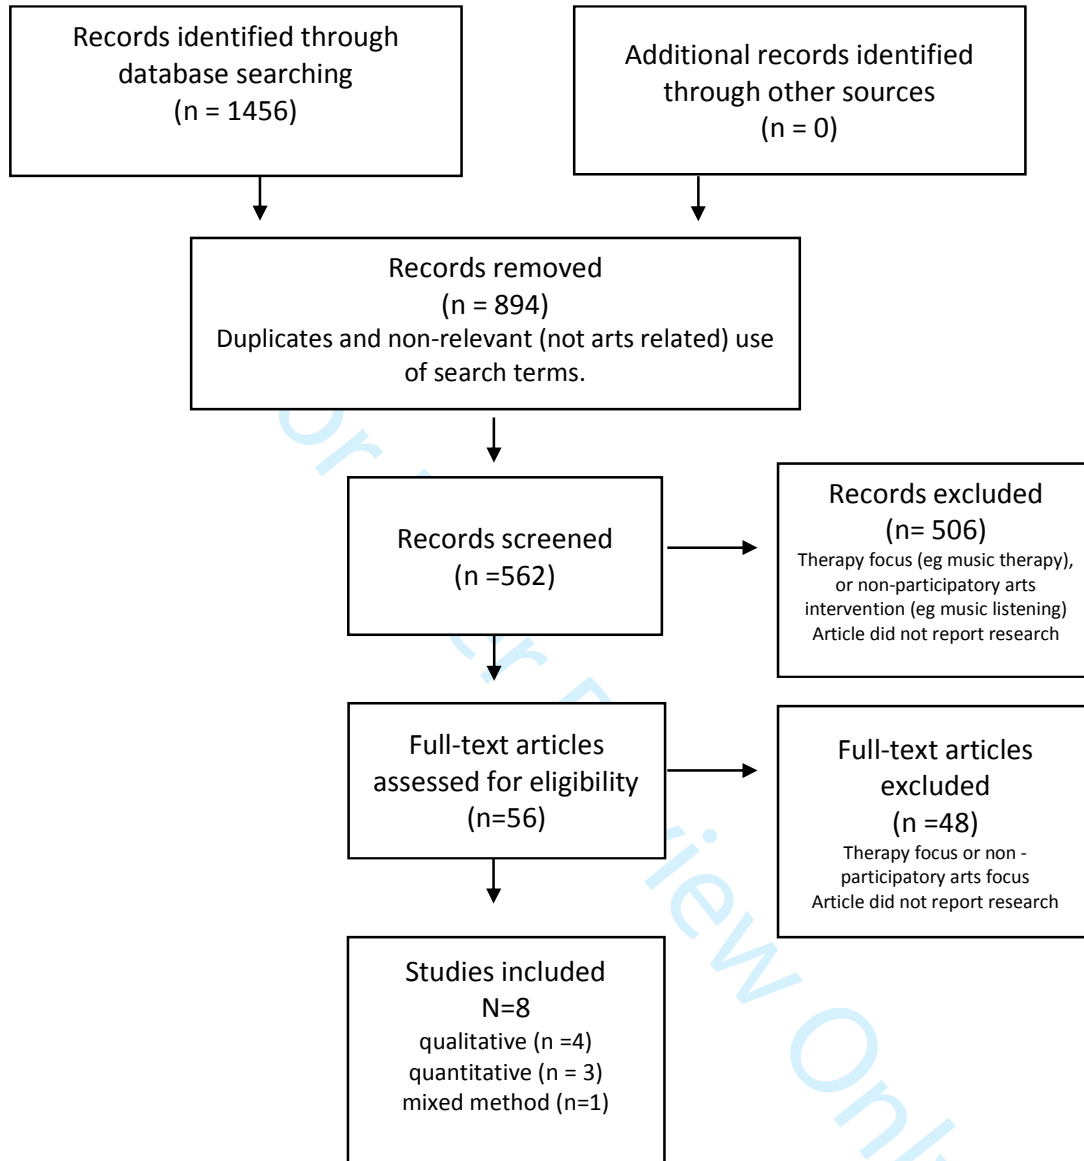 Records identified through
database searching
(n = 1456)
Additional records identified
through other sources
(n = 0)
Records removed
(n = 894)
Duplicates and non-relevant (not arts related) use
of search terms.
Records screened
(n =562)
Records excluded
(n= 506)
Therapy focus (eg music therapy),
or non-participatory arts
intervention (eg music listening)
Article did not report research
Full-text articles
assessed for eligibility
(n=56)
Full-text articles
excluded
(n =48)
Therapy focus or non -
participatory arts focus
Article did not report research
Studies included
N=8
qualitative (n =4)
quantitative (n = 3)
mixed method (n=1)